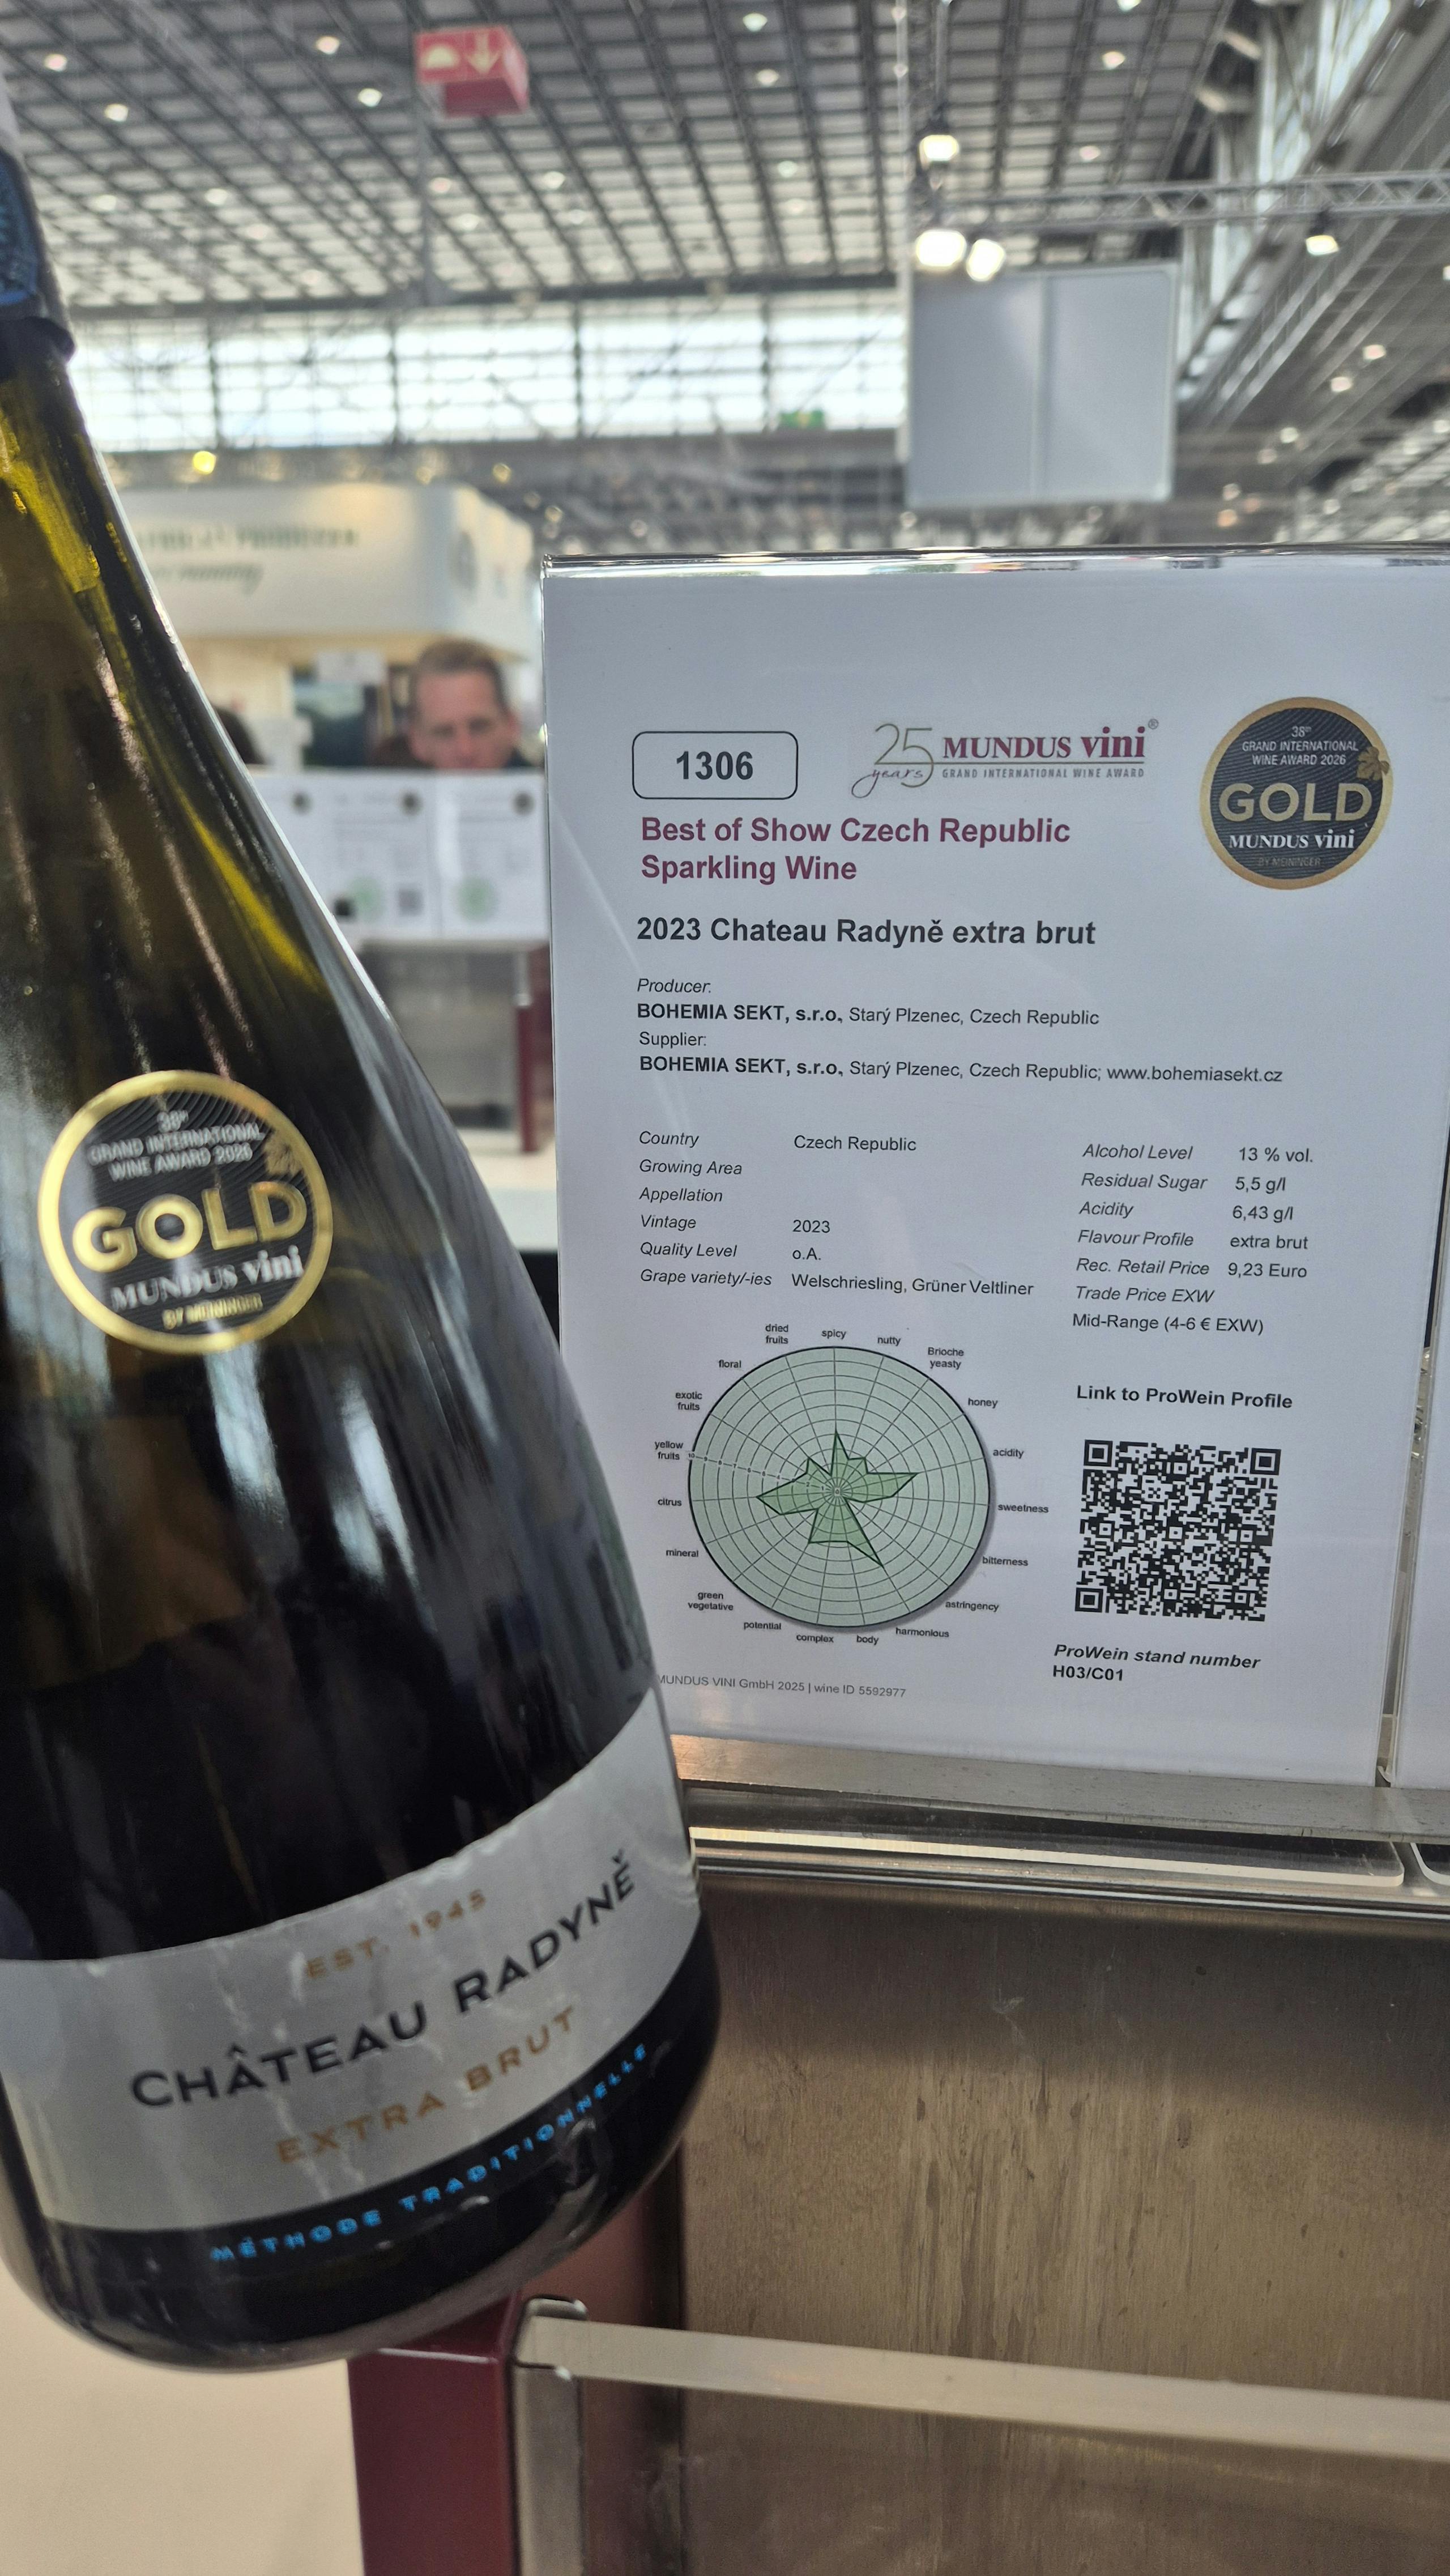 1306
25 years
MUNDUS vini®
GRAND INTERNATIONAL WINE AWARD
38th
GRAND INTERNATIONAL
WINE AWARD 2026
GOLD
MUNDUS vini
BY MEININGER
Best of Show Czech Republic
Sparkling Wine
2023 Chateau Radyně extra brut
Producer:
BOHEMIA SEKT, s.r.o., Starý Plzenec, Czech Republic
Supplier:
BOHEMIA SEKT, s.r.o., Starý Plzenec, Czech Republic; www.bohemiasekt.cz
Country Czech Republic
Growing Area
Appellation
Vintage 2023
Quality Level o.A.
Grape variety/-ies Welschriesling, Grüner Veltliner
Alcohol Level 13 % vol.
Residual Sugar 5,5 g/l
Acidity 6,43 g/l
Flavour Profile extra brut
Rec. Retail Price 9,23 Euro
Trade Price EXW
Mid-Range (4-6 € EXW)
dried
fruits
spicy
nutty
Brioche
yeasty
honey
acidity
sweetness
bitterness
astringency
harmonious
body
complex
potential
green
vegetative
mineral
citrus
yellow
fruits
exotic
fruits
floral
Link to ProWein Profile
ProWein stand number
H03/C01
MUNDUS VINI GmbH 2025 | wine ID 5592977
38th
GRAND INTERNATIONAL
WINE AWARD 2026
GOLD
MUNDUS vini
BY MEININGER
EST. 1945
CHÂTEAU RADYNĚ
EXTRA BRUT
MÉTHODE TRADITIONNELLE